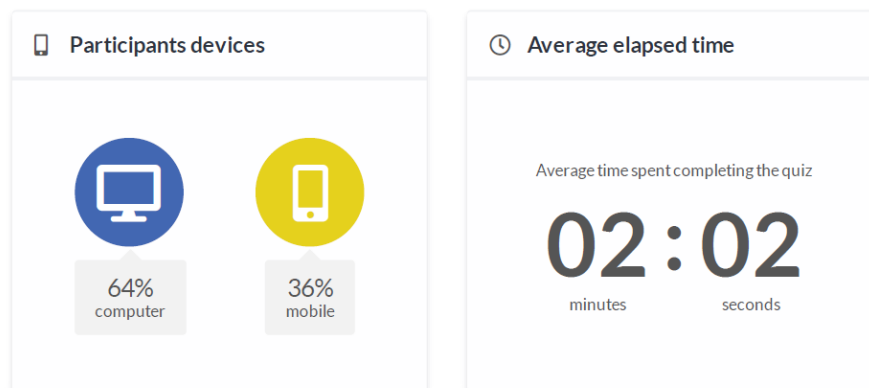 Participants devices
64%
computer
36%
mobile
Average elapsed time
Average time spent completing the quiz
02 : 02
minutes seconds